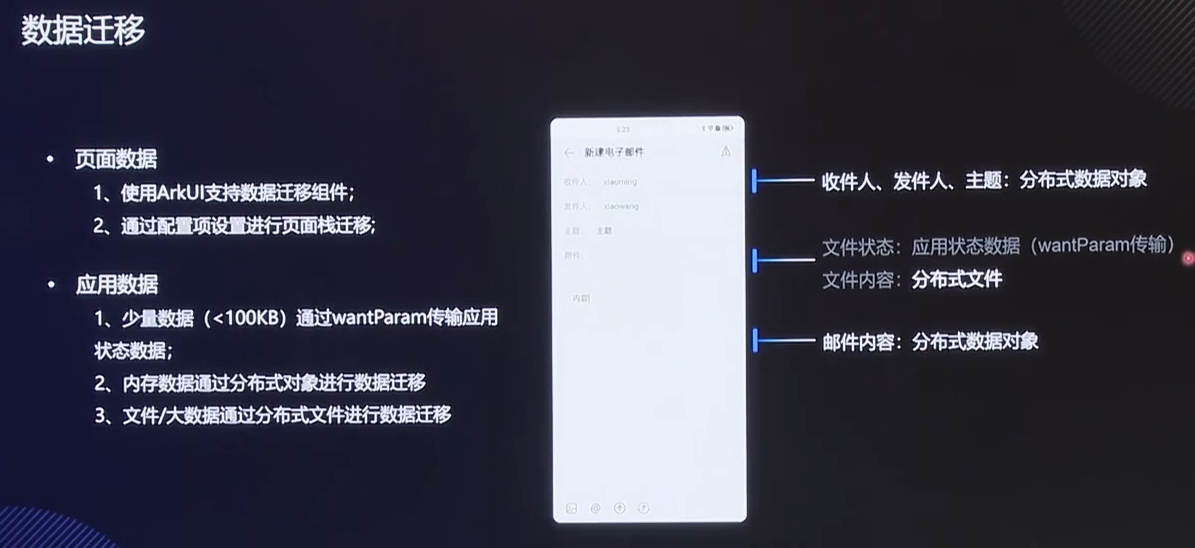 数据迁移
• 页面数据
1、使用ArkUI支持数据迁移组件;
2、通过配置项设置进行页面栈迁移;
• 应用数据
1、少量数据（<100KB）通过wantParam传输应用
状态数据;
2、内存数据通过分布式对象进行数据迁移
3、文件/大数据通过分布式文件进行数据迁移
5:23
新建电子邮件
收件人: xiaoming
发件人: xiaowang
主题: 主题
附件:
内容
收件人、发件人、主题：分布式数据对象
文件状态：应用状态数据（wantParam传输）
文件内容：分布式文件
邮件内容：分布式数据对象